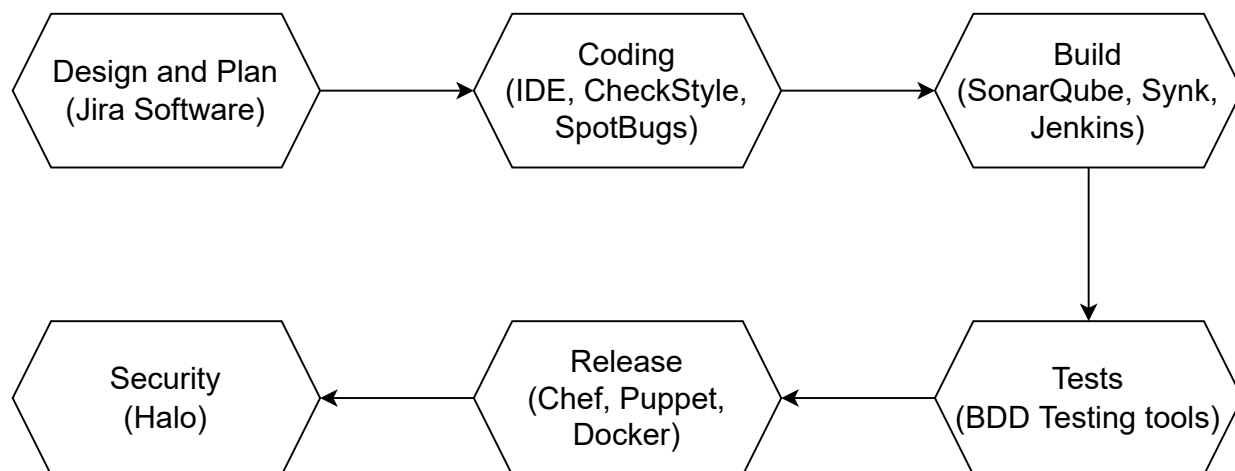 Design and Plan
(Jira Software)
Coding
(IDE, CheckStyle,
SpotBugs)
Build
(SonarQube, Synk,
Jenkins)
Security
(Halo)
Release
(Chef, Puppet,
Docker)
Tests
(BDD Testing tools)